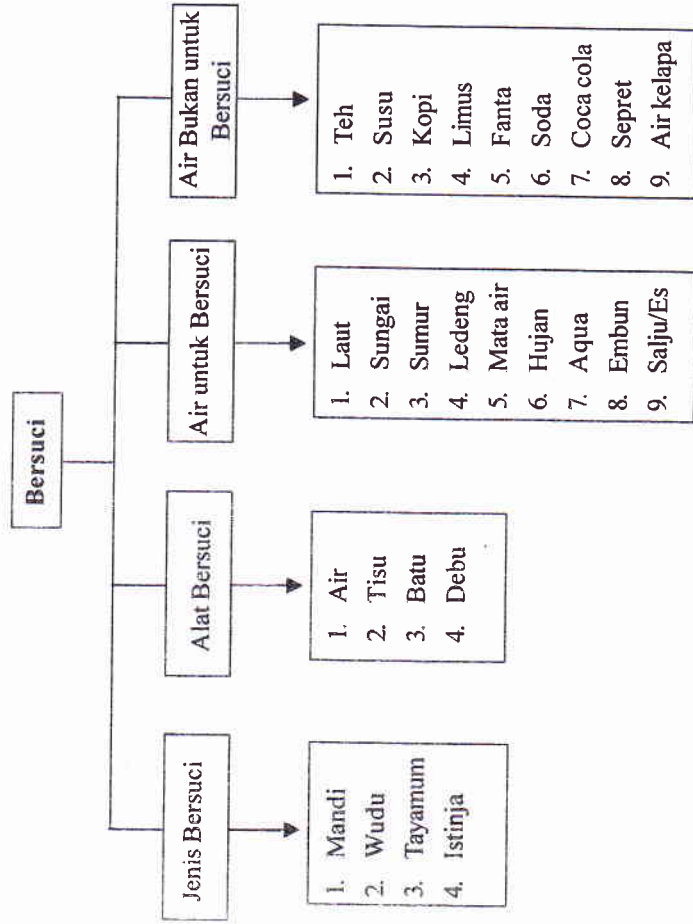 Bersuci
Jenis Bersuci
1. Mandi
2. Wudu
3. Tayamum
4. Istinja
Alat Bersuci
1. Air
2. Tisu
3. Batu
4. Debu
Air untuk Bersuci
1. Laut
2. Sungai
3. Sumur
4. Ledeng
5. Mata air
6. Hujan
7. Aqua
8. Embun
9. Salju/Es
Air Bukan untuk
Bersuci
1. Teh
2. Susu
3. Kopi
4. Limus
5. Fanta
6. Soda
7. Coca cola
8. Sepret
9. Air kelapa